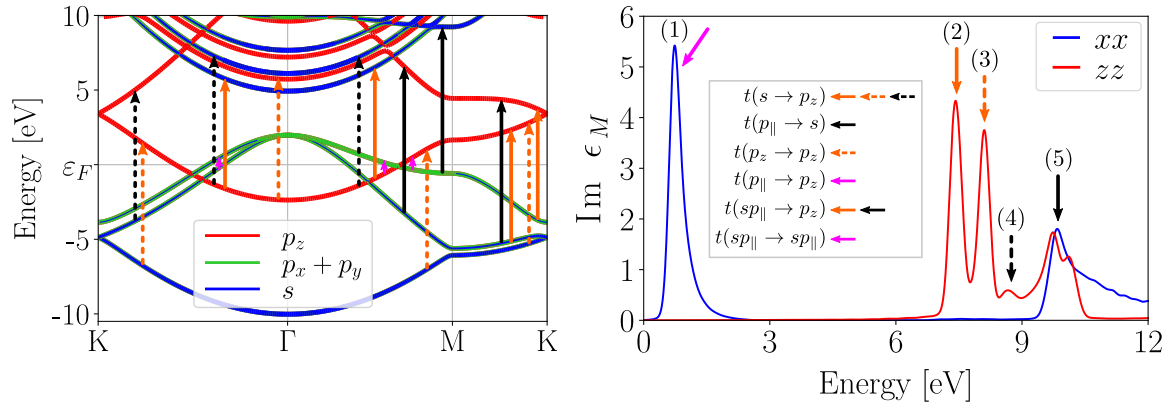 Energy [eV]
10
5
ε_F
-5
-10
K
Γ
M
K
p_z
p_x + p_y
s
Im ϵ_M
6
5
4
3
2
1
0
(1)
(2)
(3)
(4)
(5)
xx
zz
t(s → p_z)
t(p_∥ → s)
t(p_z → p_z)
t(p_∥ → p_z)
t(sp_∥ → p_z)
t(sp_∥ → sp_∥)
0
3
6
9
12
Energy [eV]